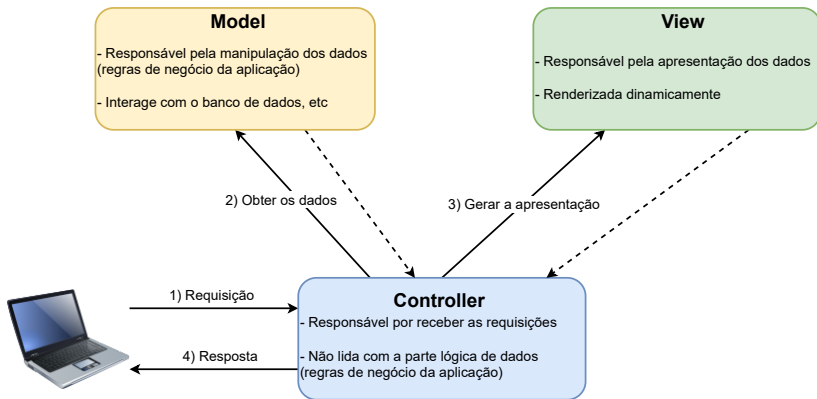 Model
- Responsável pela manipulação dos dados
(regras de negócio da aplicação)
- Interage com o banco de dados, etc
View
- Responsável pela apresentação dos dados
- Renderizada dinamicamente
2) Obter os dados
3) Gerar a apresentação
1) Requisição
4) Resposta
Controller
- Responsável por receber as requisições
- Não lida com a parte lógica de dados
(regras de negócio da aplicação)